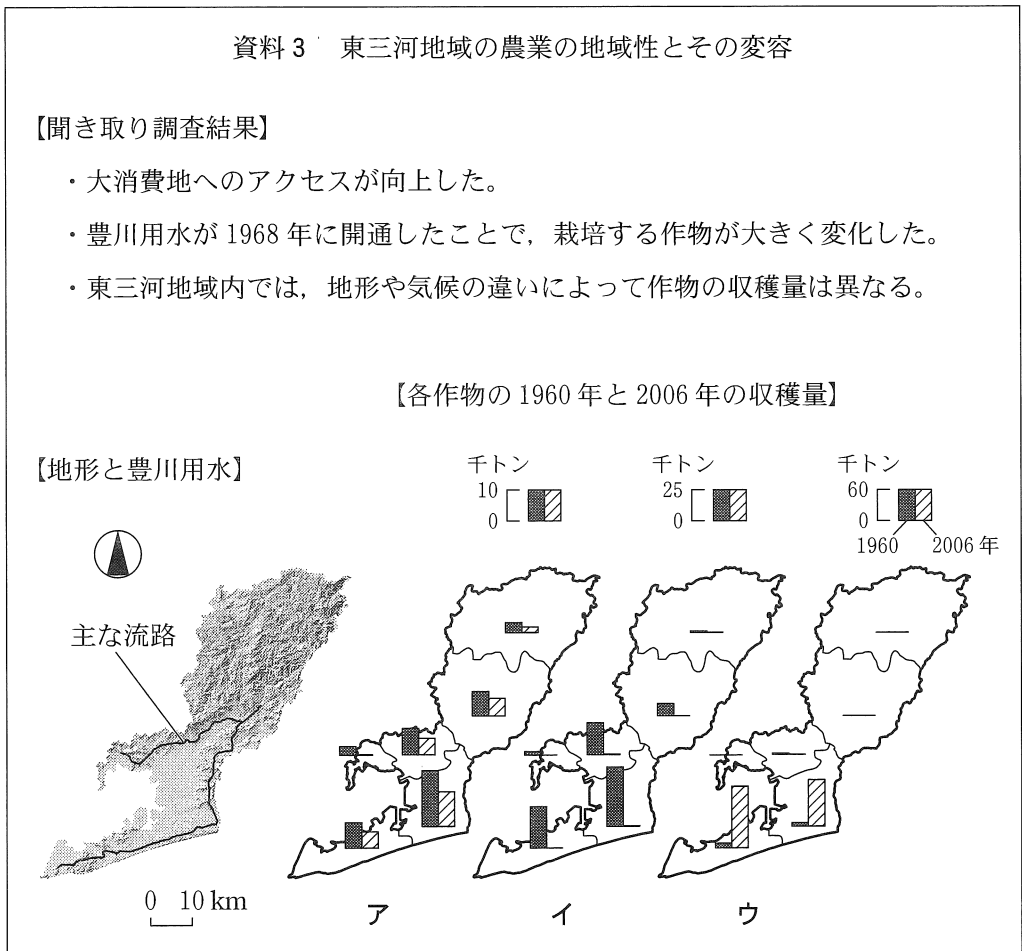 資料3 東三河地域の農業の地域性とその変容
【聞き取り調査結果】
・大消費地へのアクセスが向上した。
・豊川用水が1968年に開通したことで，栽培する作物が大きく変化した。
・東三河地域内では，地形や気候の違いによって作物の収穫量は異なる。
【各作物の1960年と2006年の収穫量】
【地形と豊川用水】
千トン
10
0
千トン
25
0
千トン
60
0
1960 2006年
主な流路
0 10 km
ア イ ウ